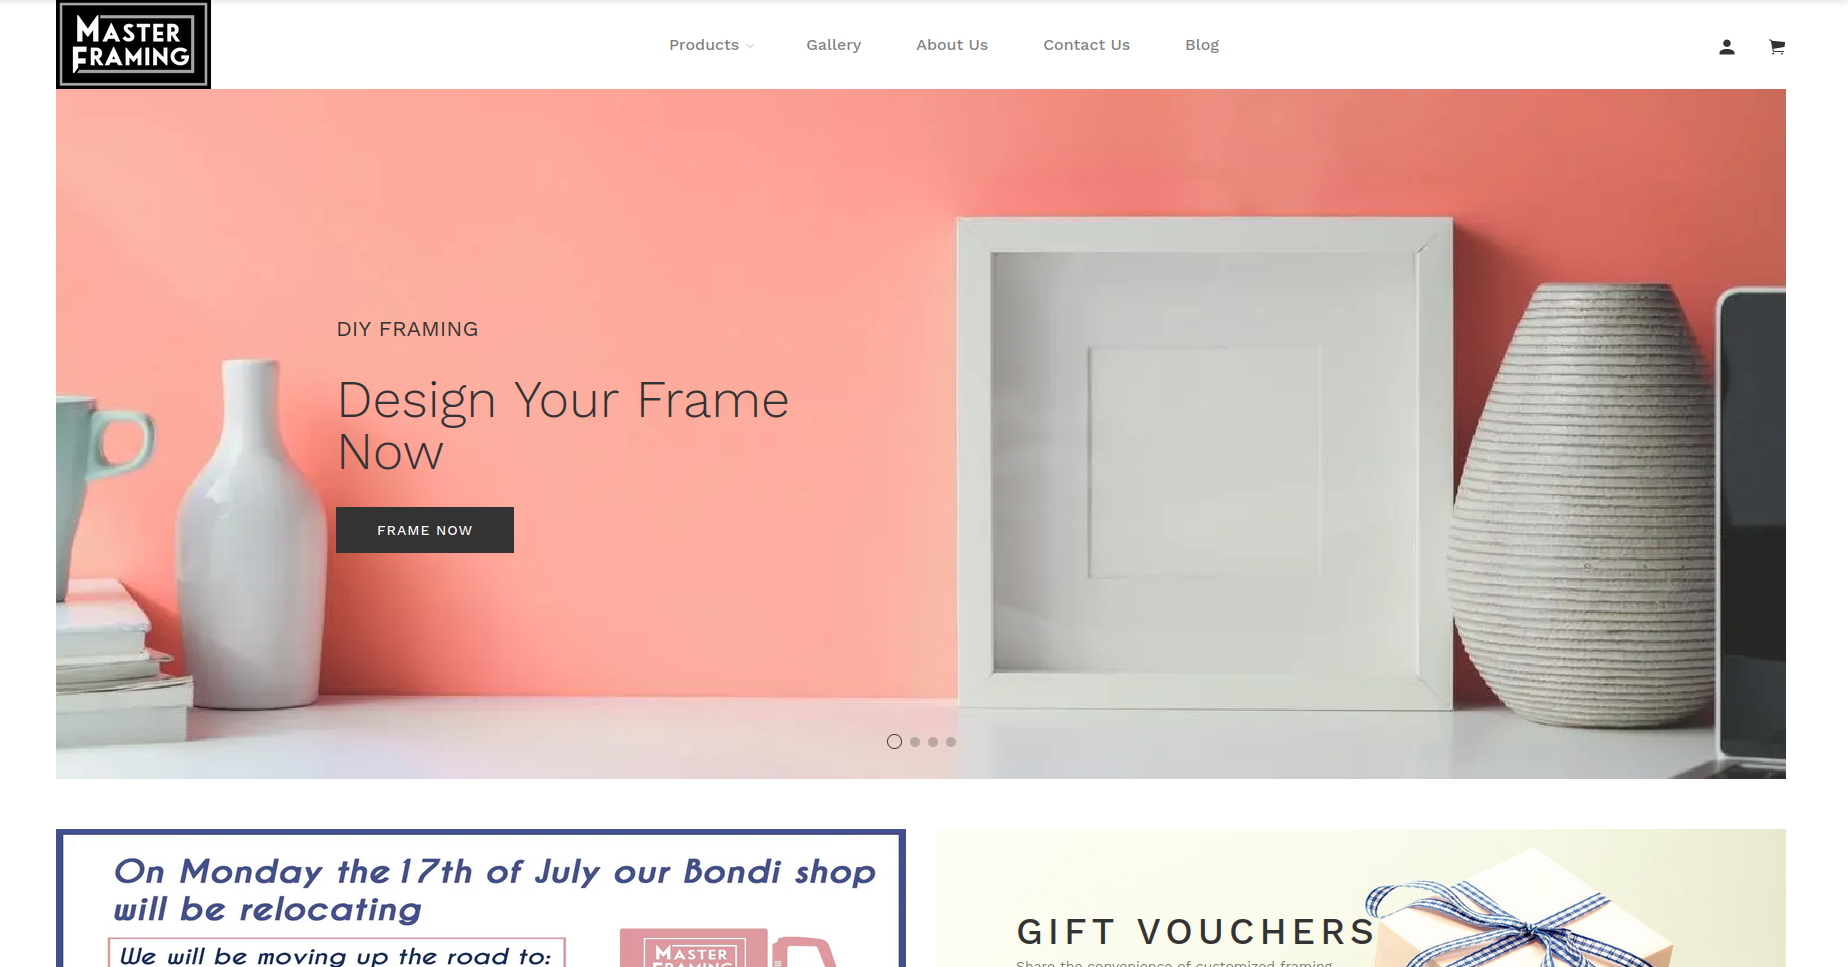 MASTER
FRAMING
Products
Gallery
About Us
Contact Us
Blog
DIY FRAMING
Design Your Frame
Now
FRAME NOW
On Monday the 17th of July our Bondi shop
will be relocating
We will be moving up the road to:
MASTER
FRAMING
GIFT VOUCHERS
Share the convenience of customized framing